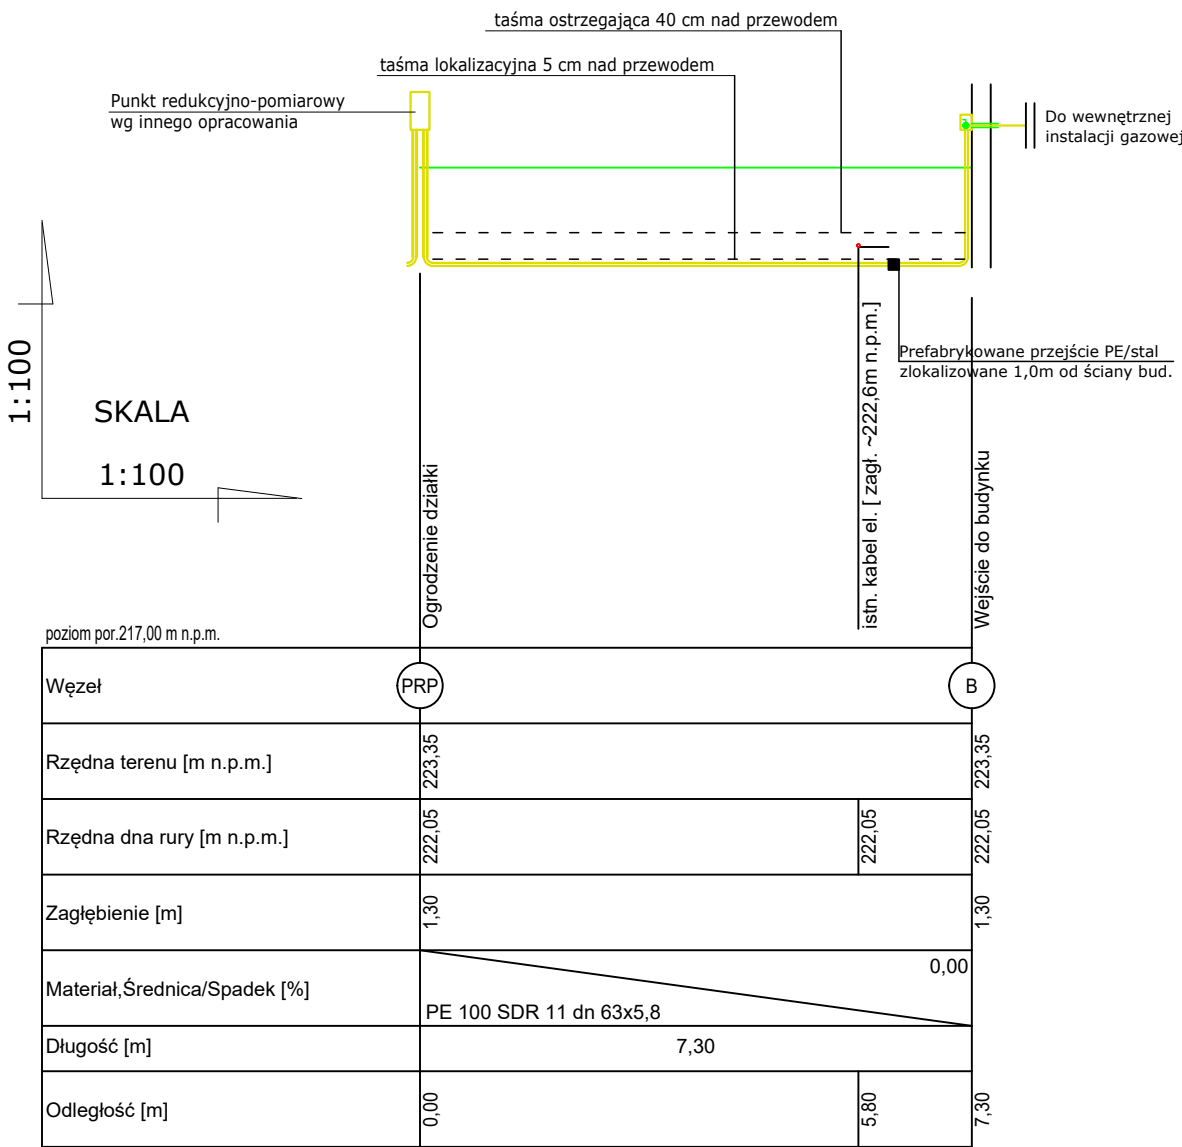 taśma ostrzegająca 40 cm nad przewodem
taśma lokalizacyjna 5 cm nad przewodem
Punkt redukcyjno-pomiarowy
wg innego opracowania
Do wewnętrznej
instalacji gazowej
Prefabrykowane przejście PE/stal
zlokalizowane 1,0m od ściany bud.
1:100
SKALA
1:100
Ogrodzenie działki
istn. kabel el. [ zagł. ~222,6m n.p.m.]
Wejście do budynku
poziom por.217,00 m n.p.m.
Węzeł PRP B
Rzędna terenu [m n.p.m.] 223,35 223,35
Rzędna dna rury [m n.p.m.] 222,05 222,05 222,05
Zagłębienie [m] 1,30 1,30
0,00
Materiał,Średnica/Spadek [%]
PE 100 SDR 11 dn 63x5,8
Długość [m] 7,30
Odległość [m] 0,00 5,80 7,30